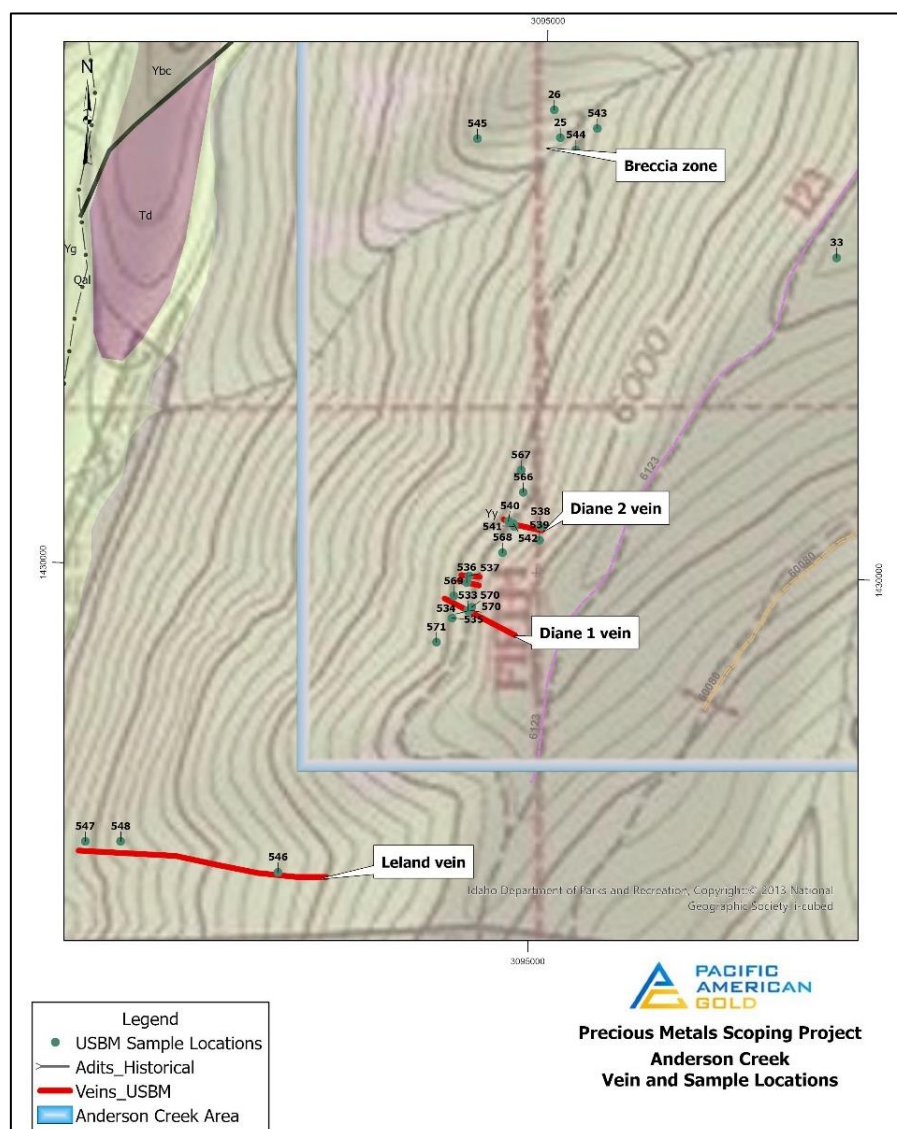 3095000
N
Ybc
26
543
545
25
544
Breccia zone
123
Td
33
Yg
Qal
6000
6123
567
566
Diane 2 vein
540
538
Yy
541
539
542
568
60080
1430000
1430000
536
537
569
533
570
534
570
535
571
Diane 1 vein
60080
6123
547
548
546
Leland vein
Idaho Department of Parks and Recreation, Copyright:© 2013 National
Geographic Society, i-cubed
3095000
PACIFIC
AMERICAN
GOLD
Legend
USBM Sample Locations
Adits_Historical
Veins_USBM
Anderson Creek Area
Precious Metals Scoping Project
Anderson Creek
Vein and Sample Locations